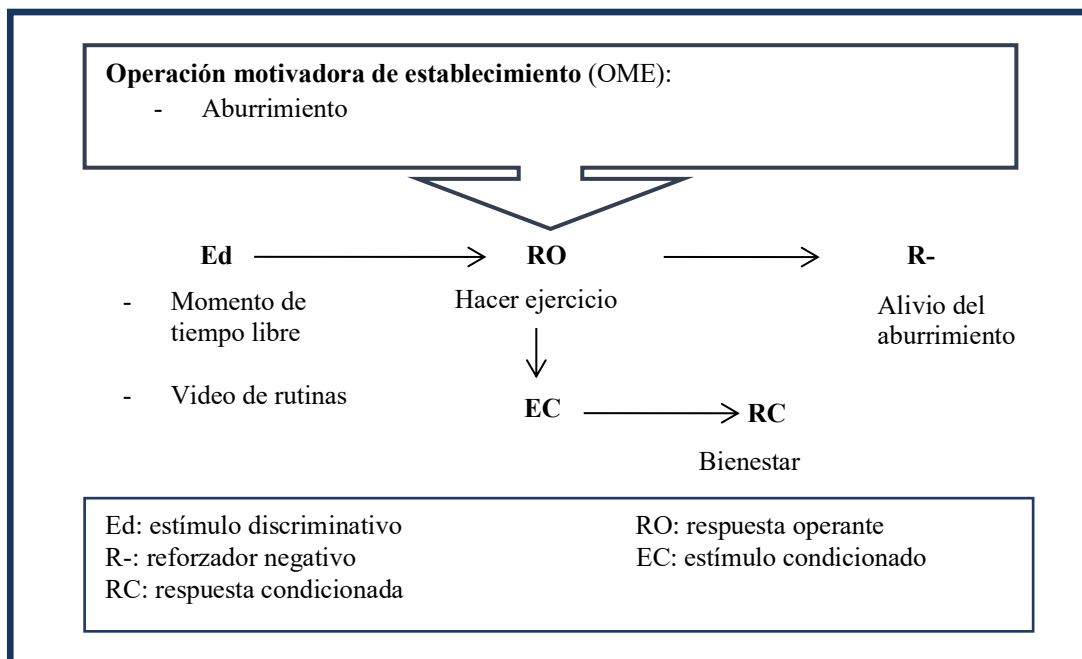 Operación motivadora de establecimiento (OME):
- Aburrimiento
Ed RO R-
- Momento de tiempo libre
Hacer ejercicio
Alivio del aburrimiento
- Video de rutinas
EC RC
Bienestar
Ed: estímulo discriminativo RO: respuesta operante
R-: reforzador negativo EC: estímulo condicionado
RC: respuesta condicionada